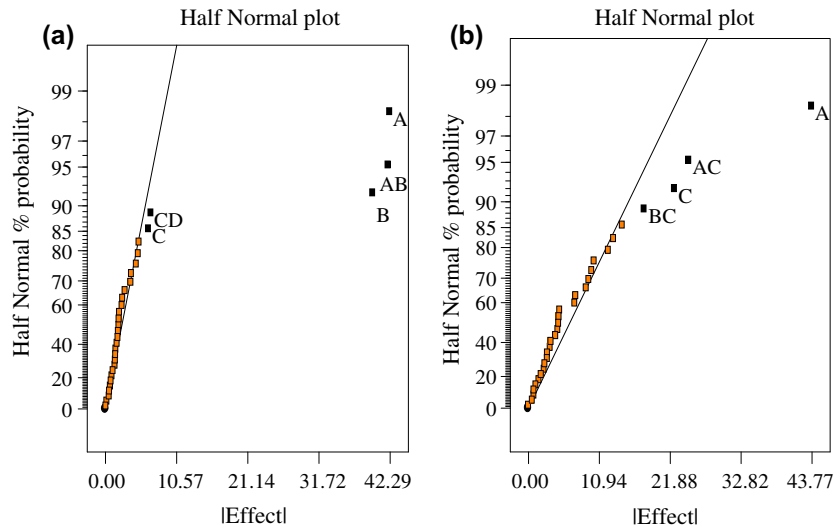 (a)
Half Normal plot
Half Normal % probability
99
97
95
90
85
80
70
60
40
20
0
A
AB
B
CD
C
0.00 10.57 21.14 31.72 42.29
|Effect|
(b)
Half Normal plot
Half Normal % probability
99
97
95
90
85
80
70
60
40
20
0
A
AC
C
BC
0.00 10.94 21.88 32.82 43.77
|Effect|